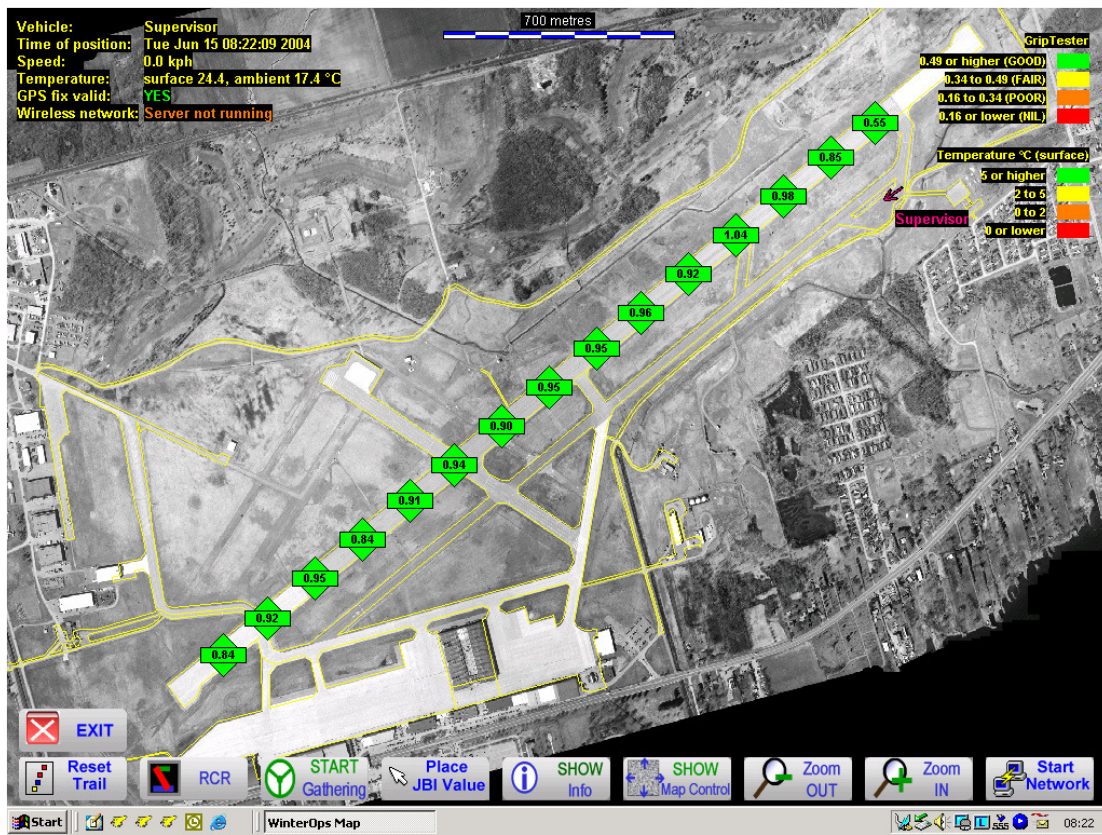 700 metres
Vehicle: Supervisor
Time of position: Tue Jun 15 08:22:09 2004
Speed: 0.0 kph
Temperature: surface 24.4, ambient 17.4 °C
GPS fix valid: YES
Wireless network: Server not running
GripTester
0.49 or higher (GOOD)
0.34 to 0.49 (FAIR)
0.16 to 0.34 (POOR)
0.16 or lower (NIL)
Temperature °C (surface)
5 or higher
2 to 5
0 to 2
0 or lower
Supervisor
0.55
0.85
0.98
1.04
0.92
0.96
0.95
0.95
0.90
0.94
0.91
0.84
0.95
0.92
0.84
EXIT
Reset
Trail
RCR
START
Gathering
Place
JBI Value
SHOW
Info
SHOW
Map Control
Zoom
OUT
Zoom
IN
Start
Network
Start
WinterOps Map
555
08:22